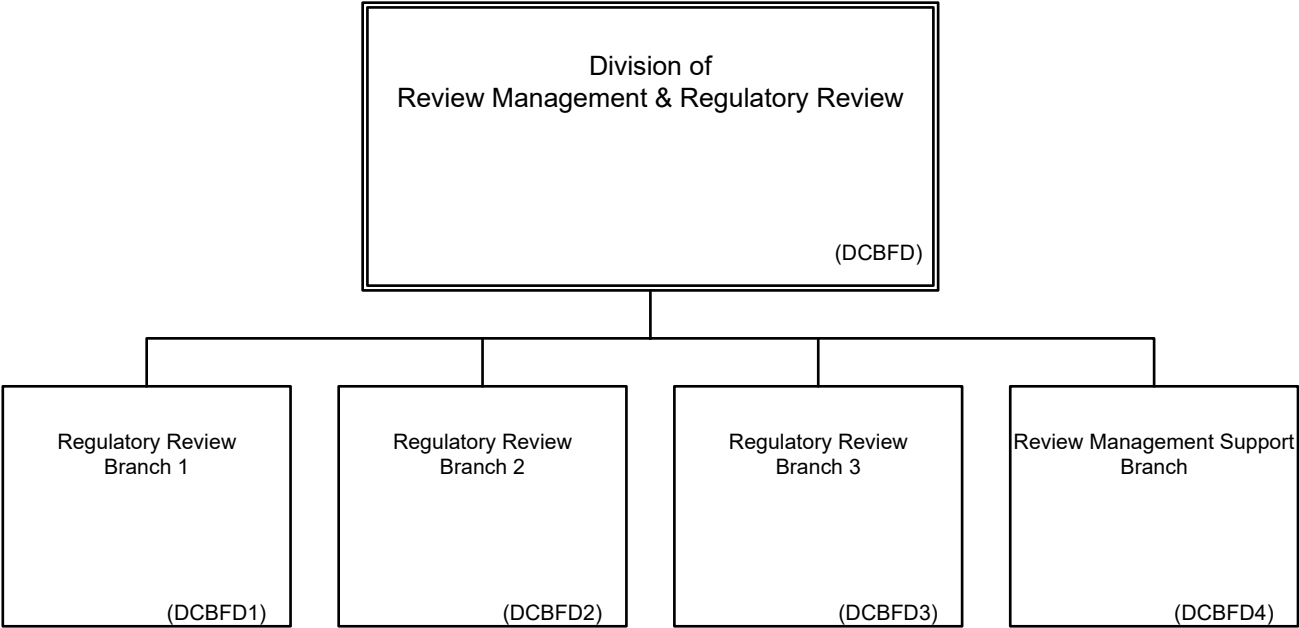 Division of
Review Management & Regulatory Review
(DCBFD)
Regulatory Review
Branch 1
(DCBFD1)
Regulatory Review
Branch 2
(DCBFD2)
Regulatory Review
Branch 3
(DCBFD3)
Review Management Support
Branch
(DCBFD4)